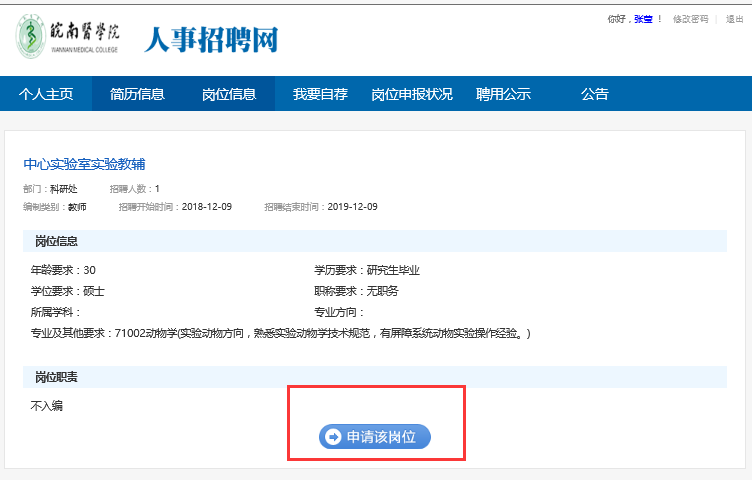 你好，张莹 ！ 修改密码 | 退出
皖南醫学院
WANNAN MEDICAL COLLEGE
人事招聘网
个人主页 简历信息 岗位信息 我要自荐 岗位申报状况 聘用公示 公告
中心实验室实验教辅
部门：科研处 招聘人数：1
编制类别：教师 招聘开始时间：2018-12-09 招聘结束时间：2019-12-09
岗位信息
年龄要求：30 学历要求：研究生毕业
学位要求：硕士 职称要求：无职务
所属学科： 专业方向：
专业及其他要求：71002动物学(实验动物方向，熟悉实验动物学技术规范，有屏障系统动物实验操作经验。)
岗位职责
不入编
申请该岗位